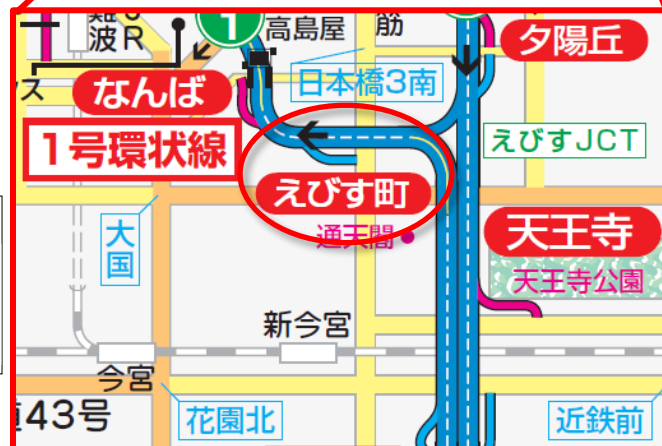 難
波R
1
高島屋
筋
夕陽丘
ス
なんば
日本橋3南
1号環状線
えびすJCT
えびす町
大国
通天閣
天王寺
天王寺公園
新今宮
今宮
43号
花園北
近鉄前